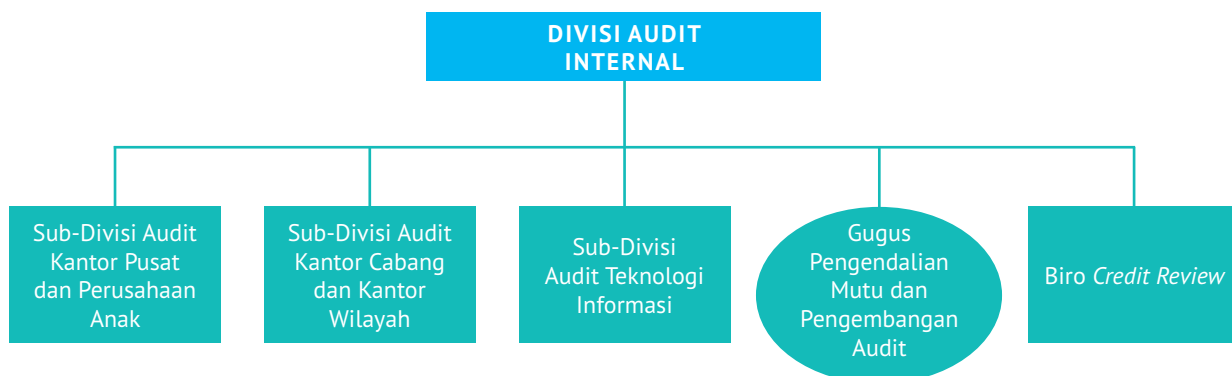 DIVISI AUDIT
INTERNAL
Sub-Divisi Audit
Kantor Pusat
dan Perusahaan
Anak
Sub-Divisi Audit
Kantor Cabang
dan Kantor
Wilayah
Sub-Divisi
Audit Teknologi
Informasi
Gugus
Pengendalian
Mutu dan
Pengembangan
Audit
Biro Credit Review